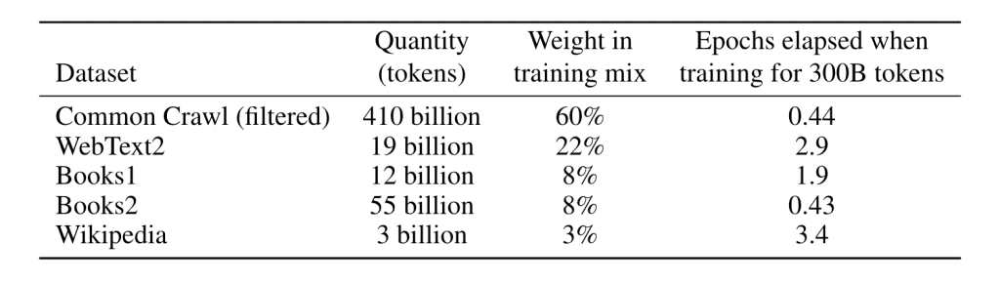 Dataset Quantity (tokens) Weight in training mix Epochs elapsed when training for 300B tokens
Common Crawl (filtered) 410 billion 60% 0.44
WebText2 19 billion 22% 2.9
Books1 12 billion 8% 1.9
Books2 55 billion 8% 0.43
Wikipedia 3 billion 3% 3.4